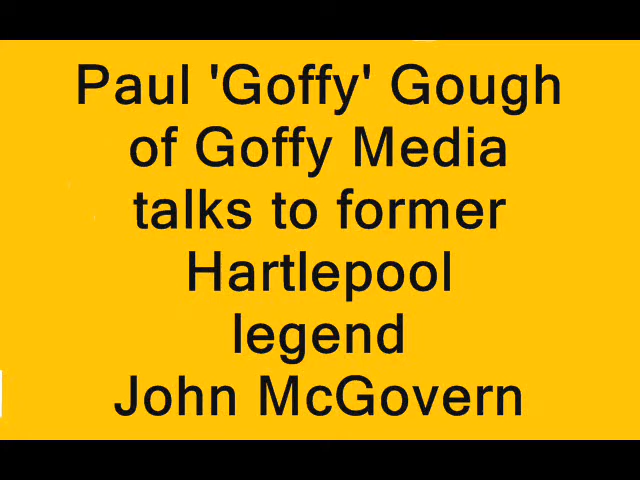 Paul 'Goffy' Gough
of Goffy Media
talks to former
Hartlepool
legend
John McGovern